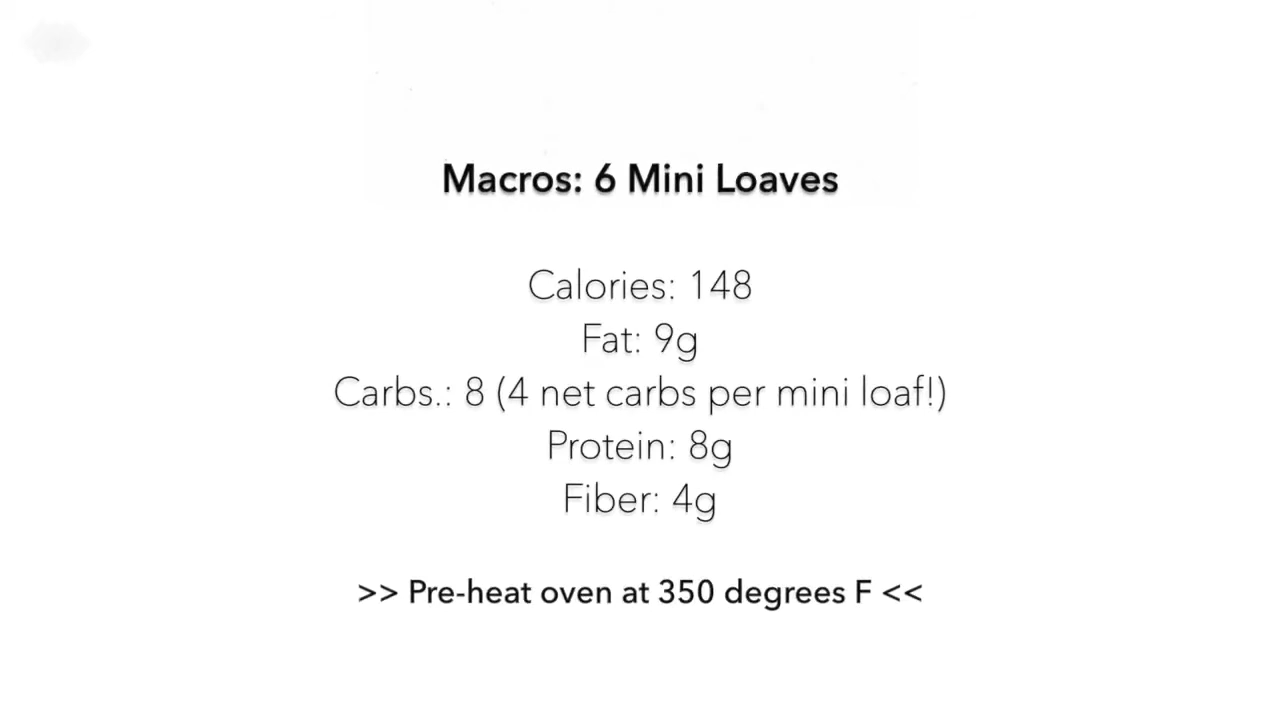 Macros: 6 Mini Loaves
Calories: 148
Fat: 9g
Carbs.: 8 (4 net carbs per mini loaf!)
Protein: 8g
Fiber: 4g
>> Pre-heat oven at 350 degrees F <<